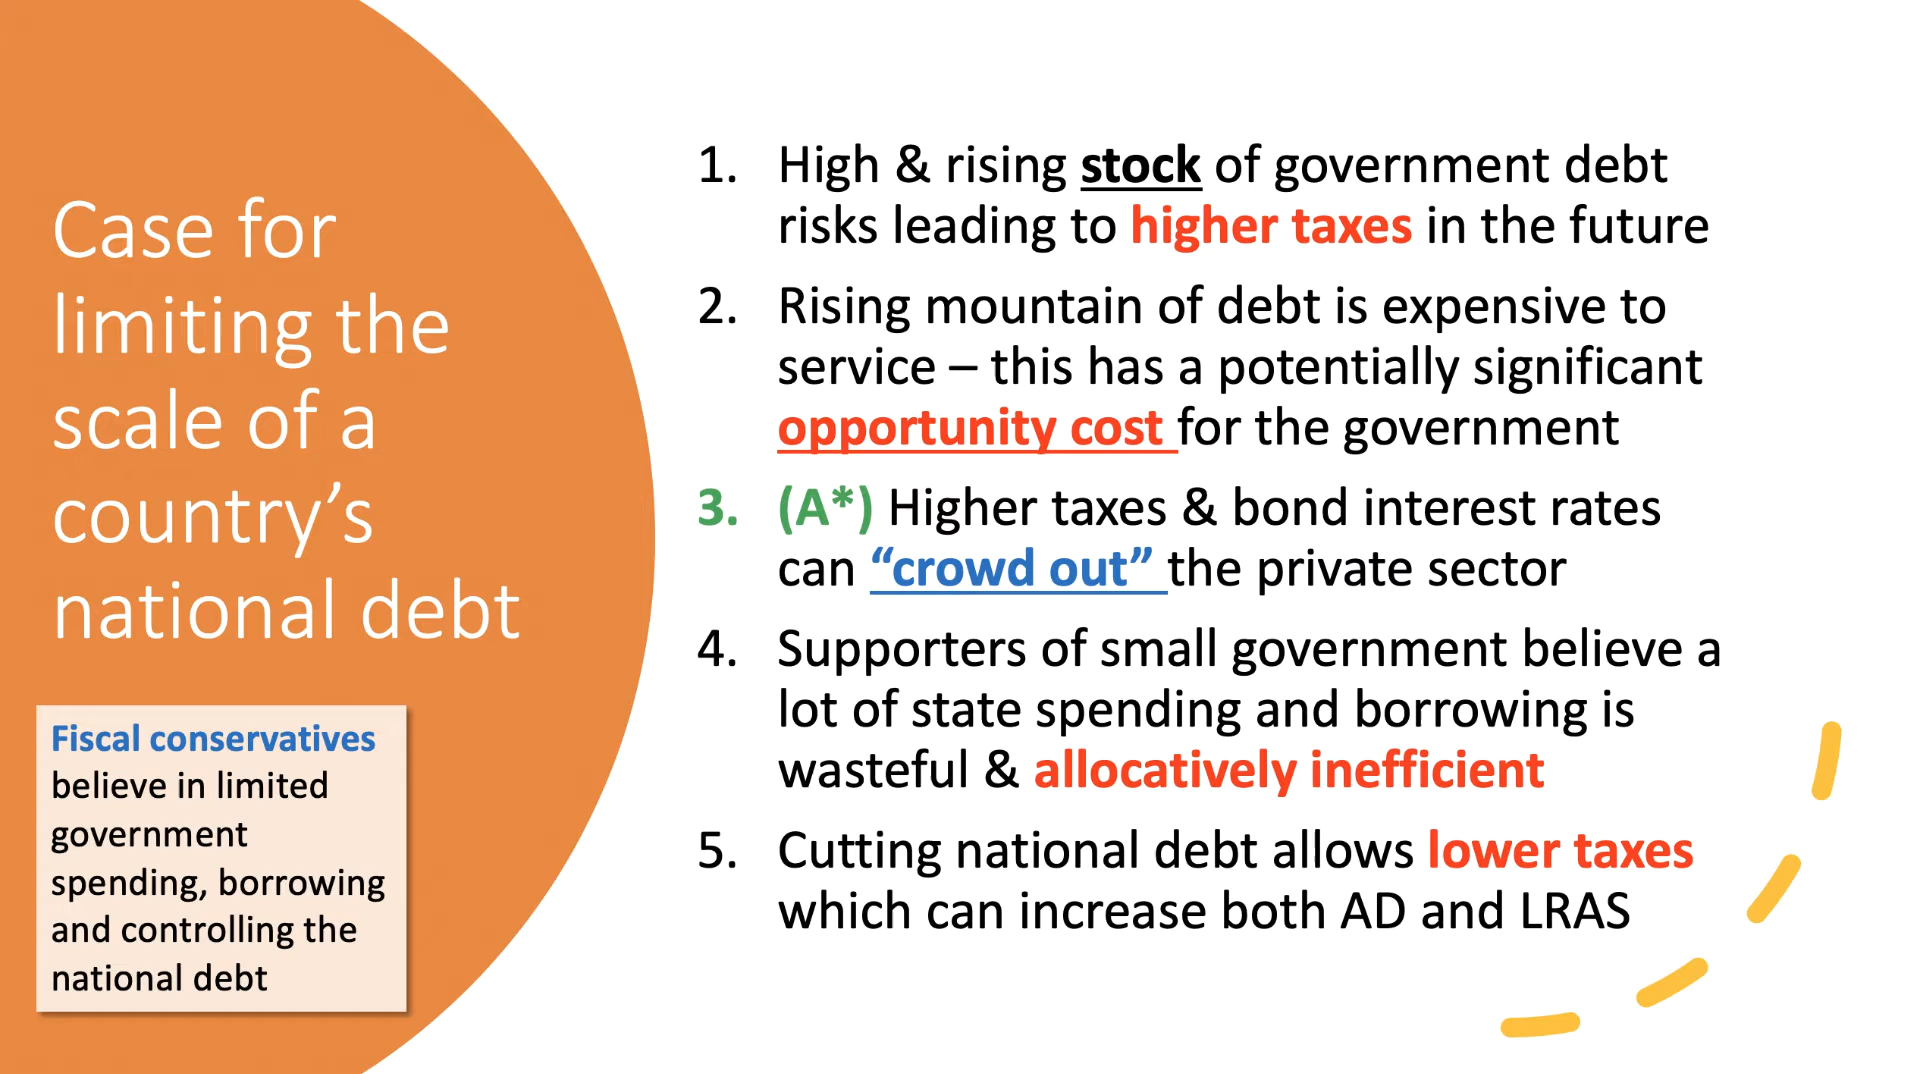 Case for
limiting the
scale of a
country’s
national debt
Fiscal conservatives
believe in limited
government
spending, borrowing
and controlling the
national debt
1. High & rising stock of government debt
risks leading to higher taxes in the future
2. Rising mountain of debt is expensive to
service – this has a potentially significant
opportunity cost for the government
3. (A*) Higher taxes & bond interest rates
can “crowd out” the private sector
4. Supporters of small government believe a
lot of state spending and borrowing is
wasteful & allocatively inefficient
5. Cutting national debt allows lower taxes
which can increase both AD and LRAS